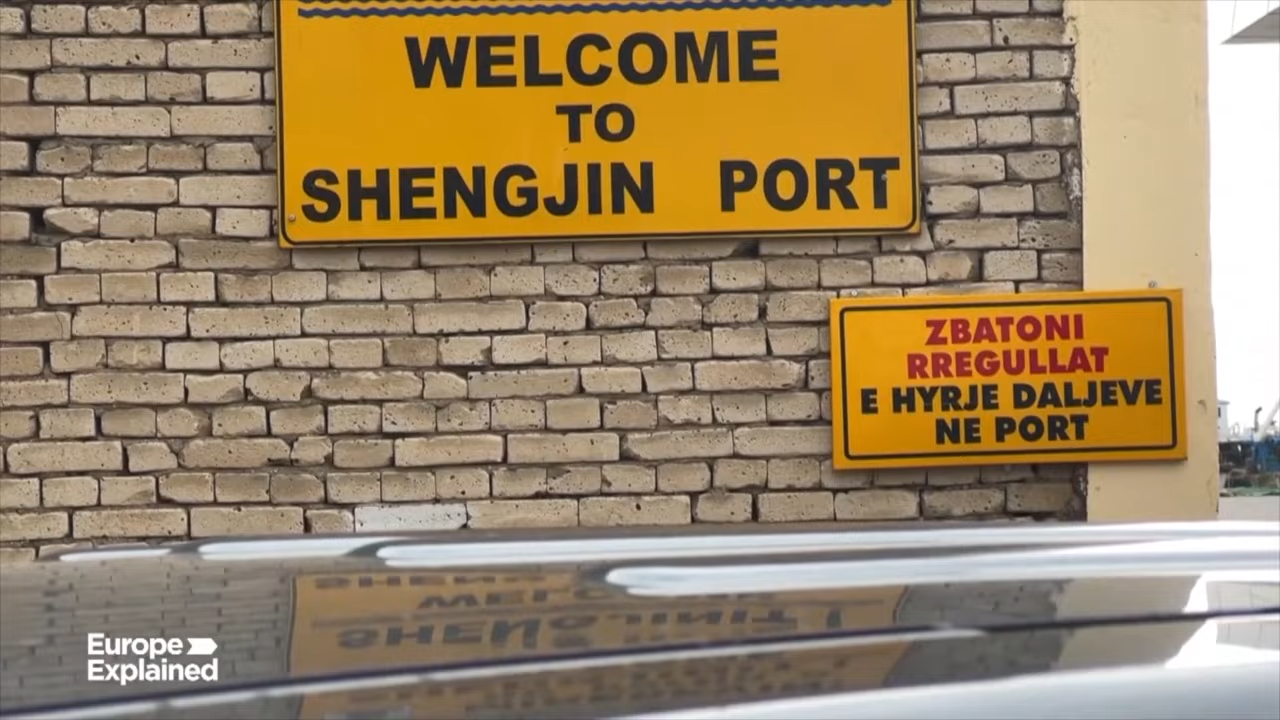 WELCOME
TO
SHENGJIN PORT
ZBATONI
RREGULLAT
E HYRJE DALJEVE
NE PORT
Europe
Explained